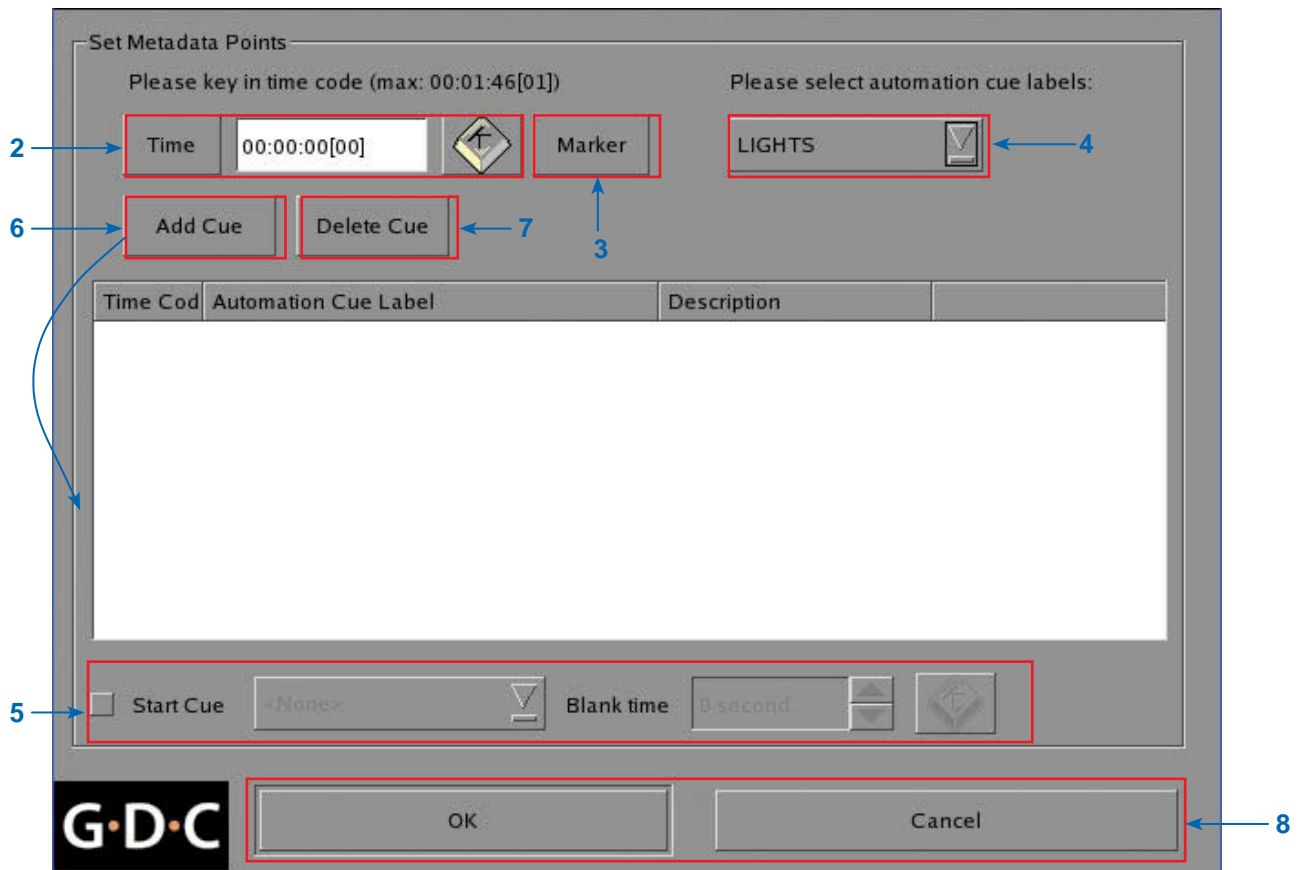 Set Metadata Points
Please key in time code (max: 00:01:46[01])
Please select automation cue labels:
2
Time
00:00:00[00]
Marker
LIGHTS
4
6
Add Cue
Delete Cue
7
3
Time Cod
Automation Cue Label
Description
5
Start Cue
<None>
Blank time
0 second
G·D·C
OK
Cancel
8